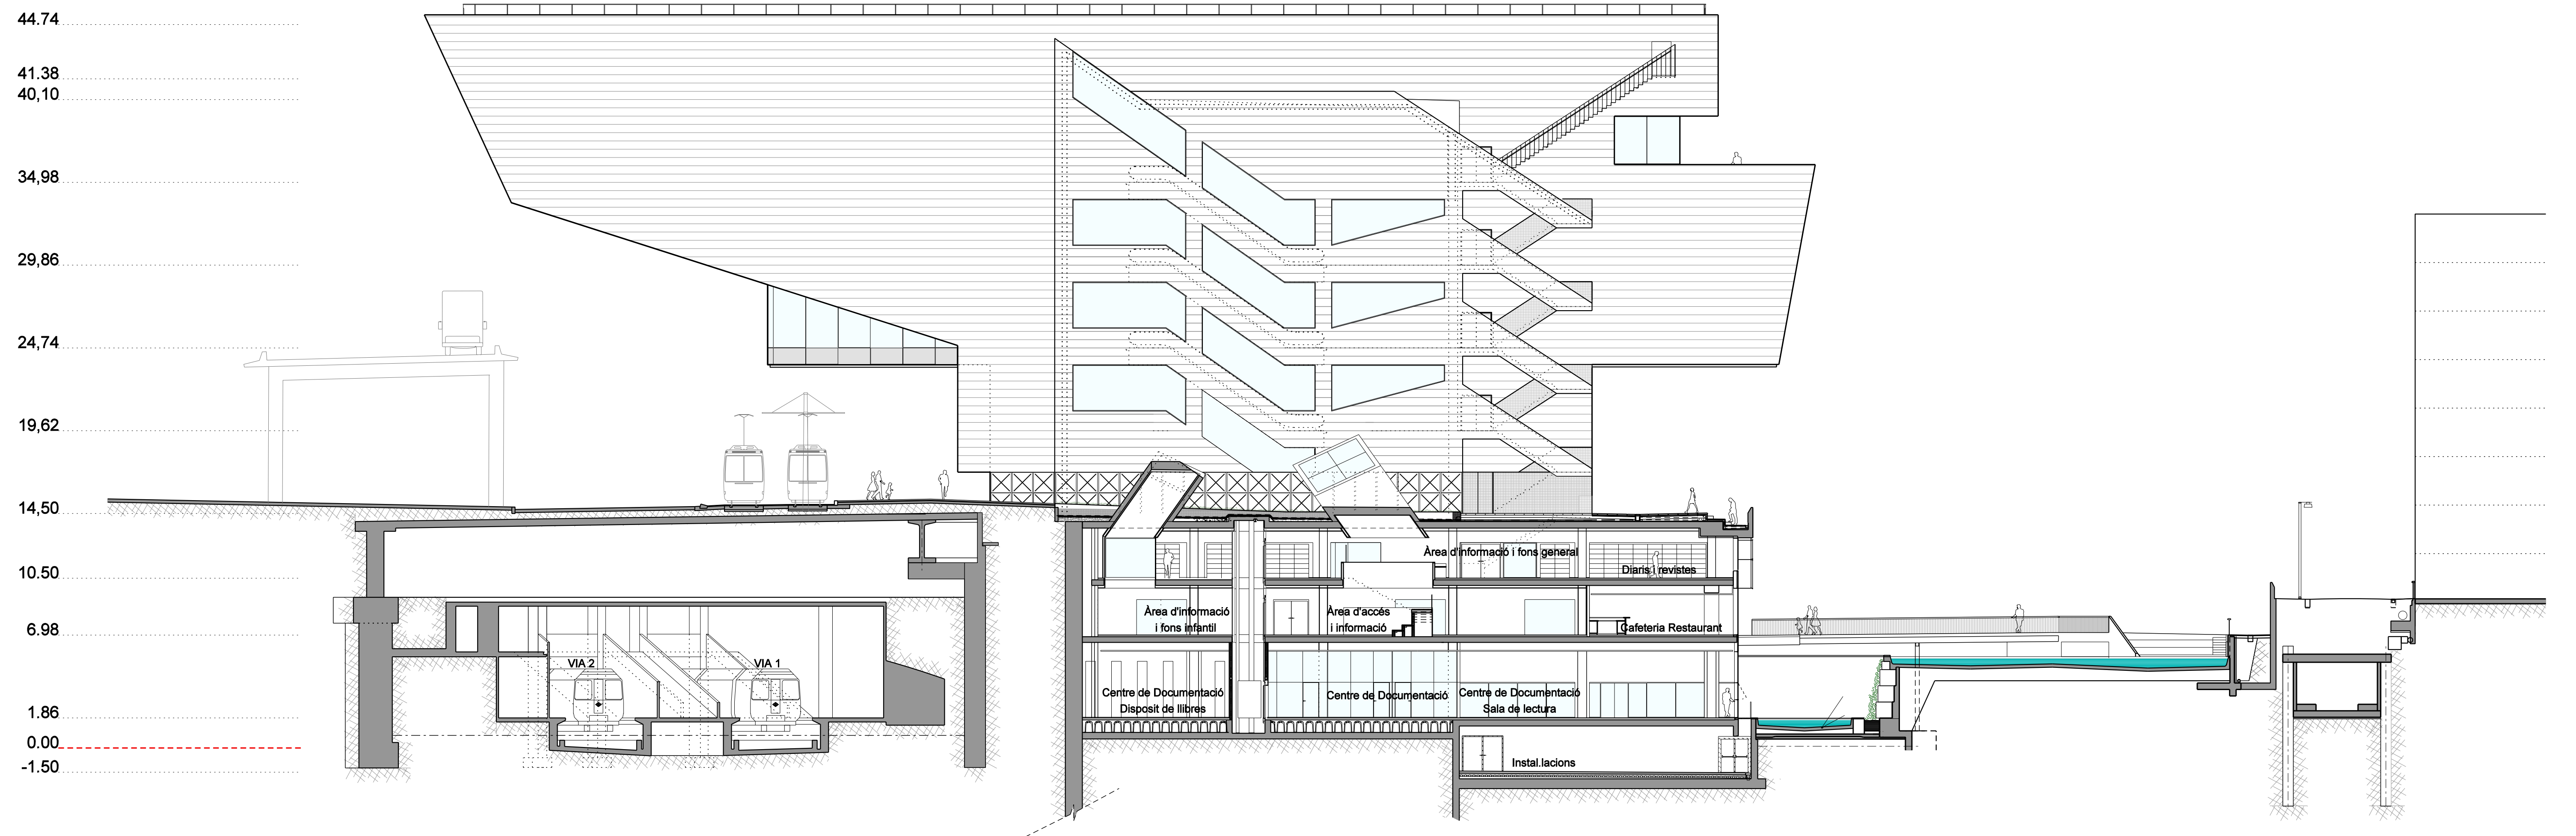 44.74
41.38
40,10
34,98
29,86
24,74
19,62
14,50
10.50
6.98
1.86
0.00
-1.50
VIA 2
VIA 1
Àrea d'informació i fons general
Diaris i revistes
Àrea d'informació
i fons infantil
Àrea d'accés
i informació
Cafeteria Restaurant
Centre de Documentació
Disposit de llibres
Centre de Documentació
Centre de Documentació
Sala de lectura
Instal.lacions